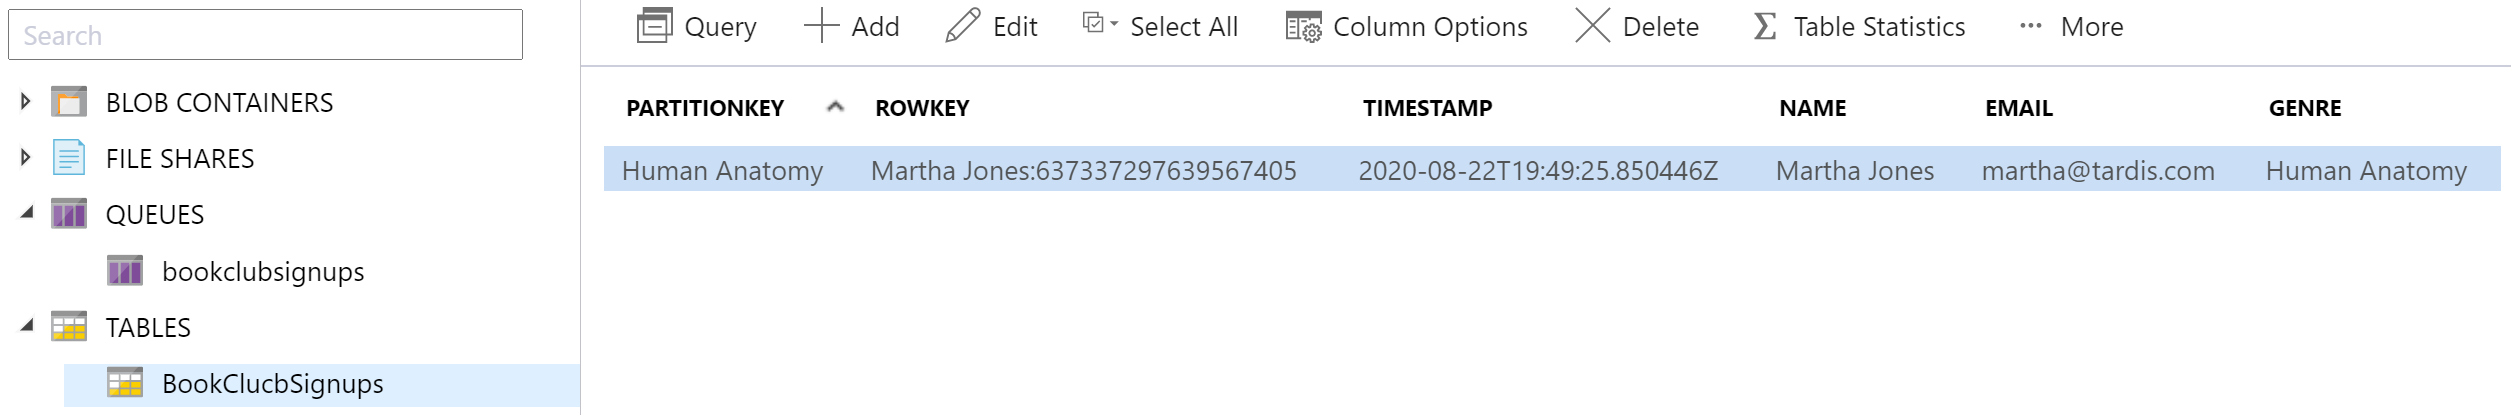 Search
BLOB CONTAINERS
FILE SHARES
QUEUES
bookclubsignups
TABLES
BookClucbSignups
Query Add Edit Select All Column Options Delete Table Statistics More
PARTITIONKEY ROWKEY TIMESTAMP NAME EMAIL GENRE
Human Anatomy Martha Jones:637337297639567405 2020-08-22T19:49:25.850446Z Martha Jones martha@tardis.com Human Anatomy